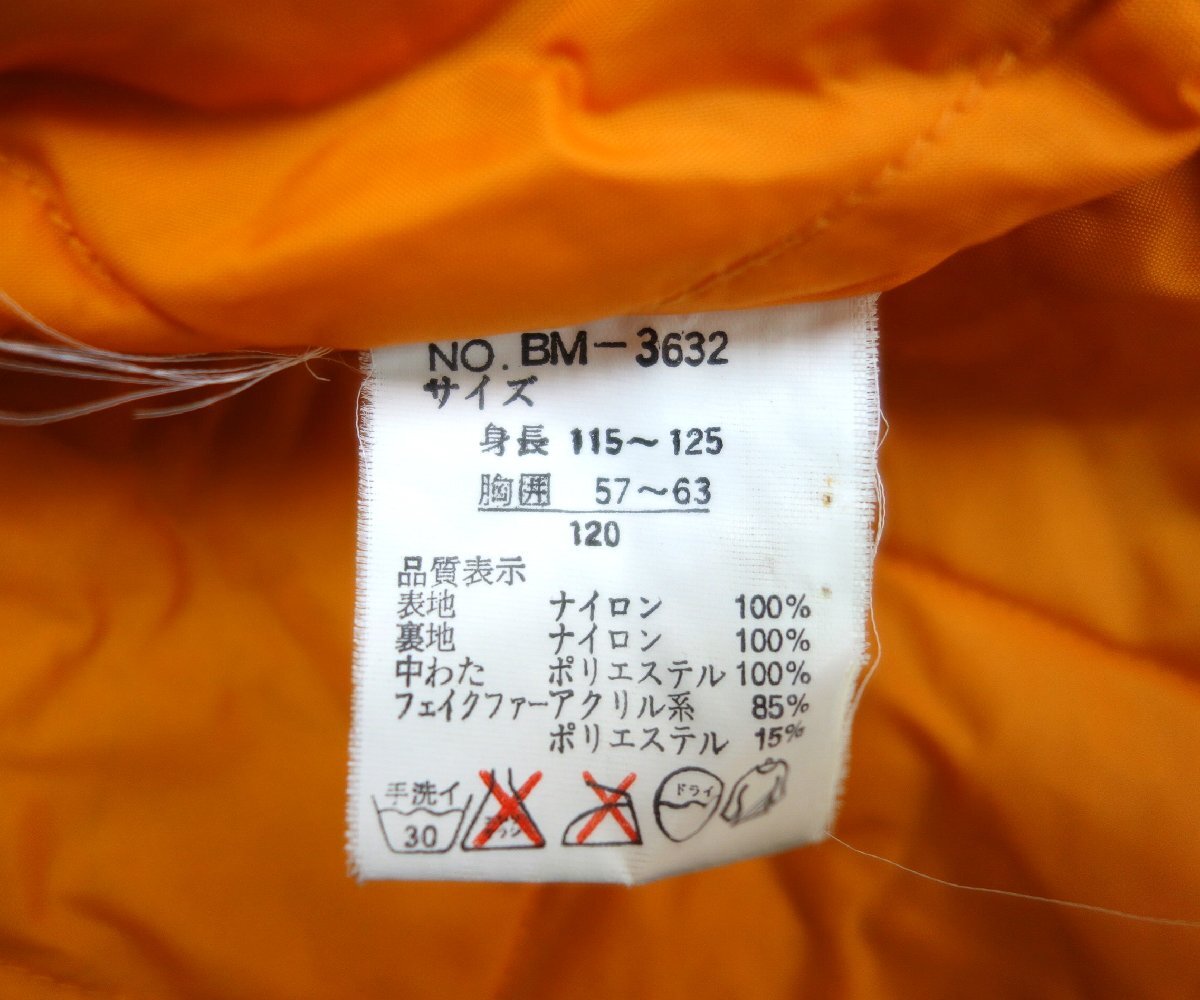 NO. BM-3632
サイズ
身長 115～125
胸囲 57～63
120
品質表示
表地 ナイロン 100%
裏地 ナイロン 100%
中わた ポリエステル 100%
フェイクファー アクリル系 85%
ポリエステル 15%
手洗イ
30
ドライ